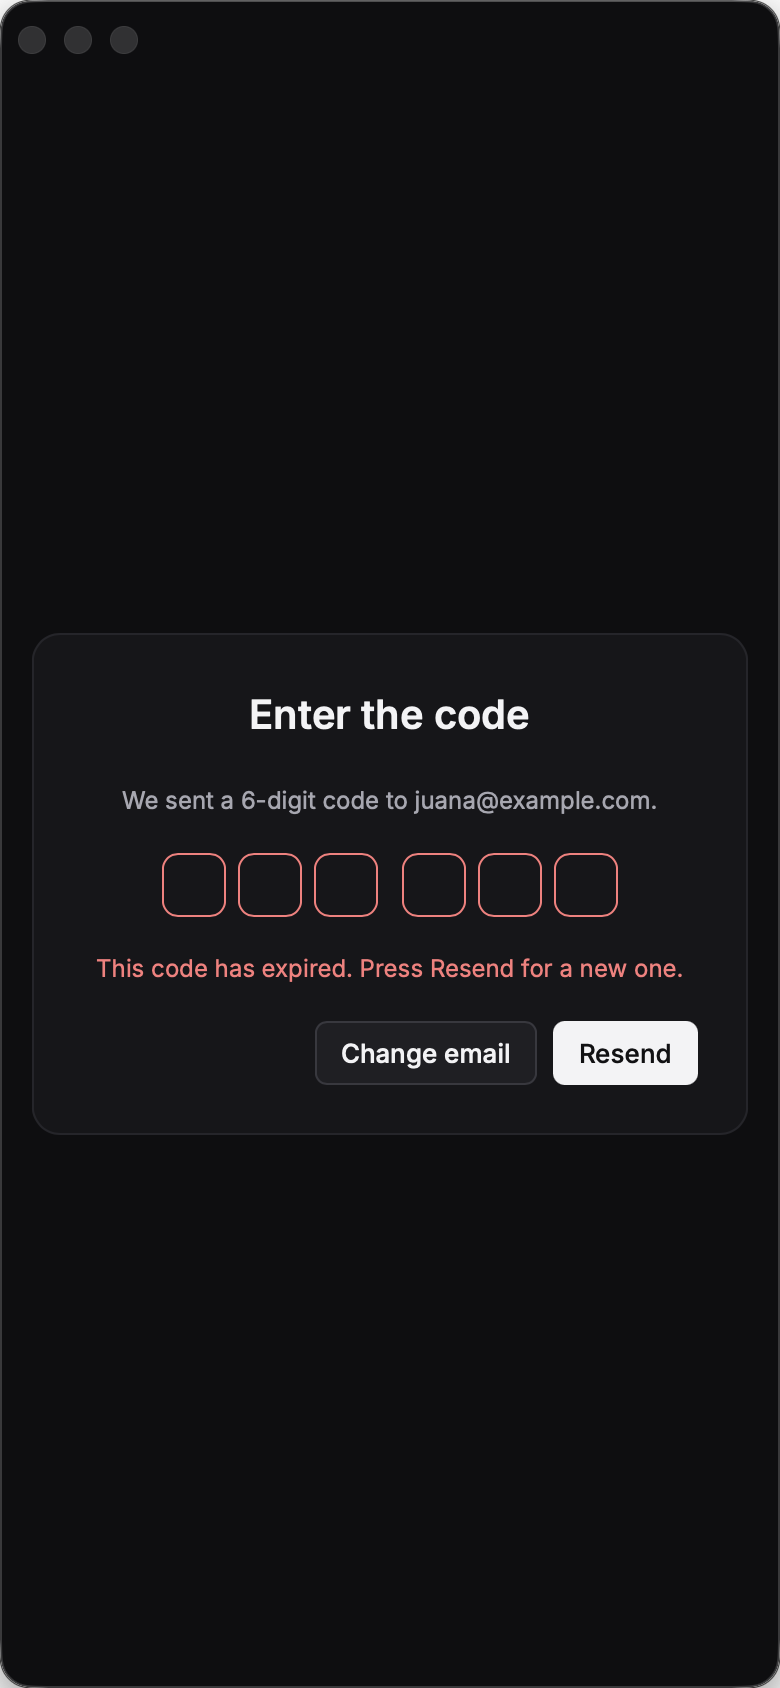 Enter the code
We sent a 6-digit code to juana@example.com.
This code has expired. Press Resend for a new one.
Change email
Resend